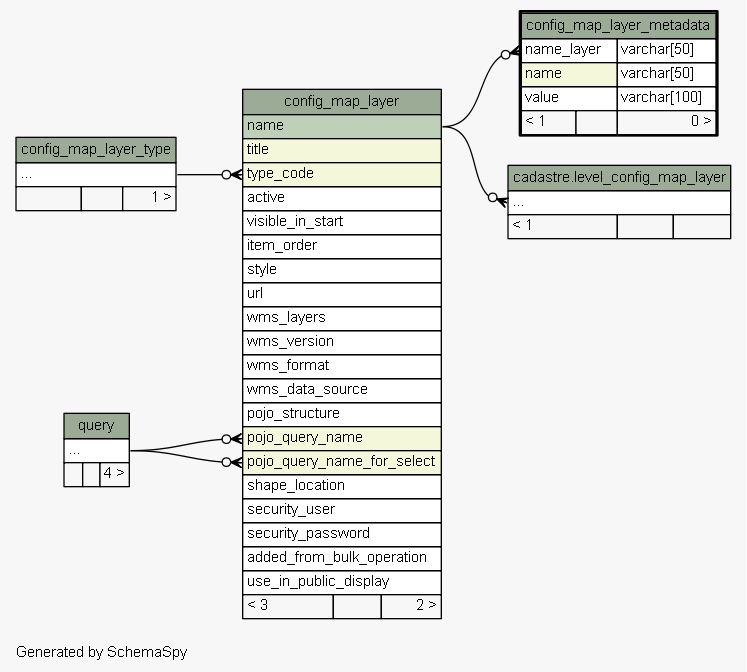 config_map_layer_metadata
name_layer varchar[50]
name varchar[50]
value varchar[100]
< 1 0 >
config_map_layer
name
title
type_code
active
visible_in_start
item_order
style
url
wms_layers
wms_version
wms_format
wms_data_source
pojo_structure
pojo_query_name
pojo_query_name_for_select
shape_location
security_user
security_password
added_from_bulk_operation
use_in_public_display
< 3 2 >
config_map_layer_type
...
1 >
cadastre.level_config_map_layer
...
< 1
query
...
4 >
Generated by SchemaSpy